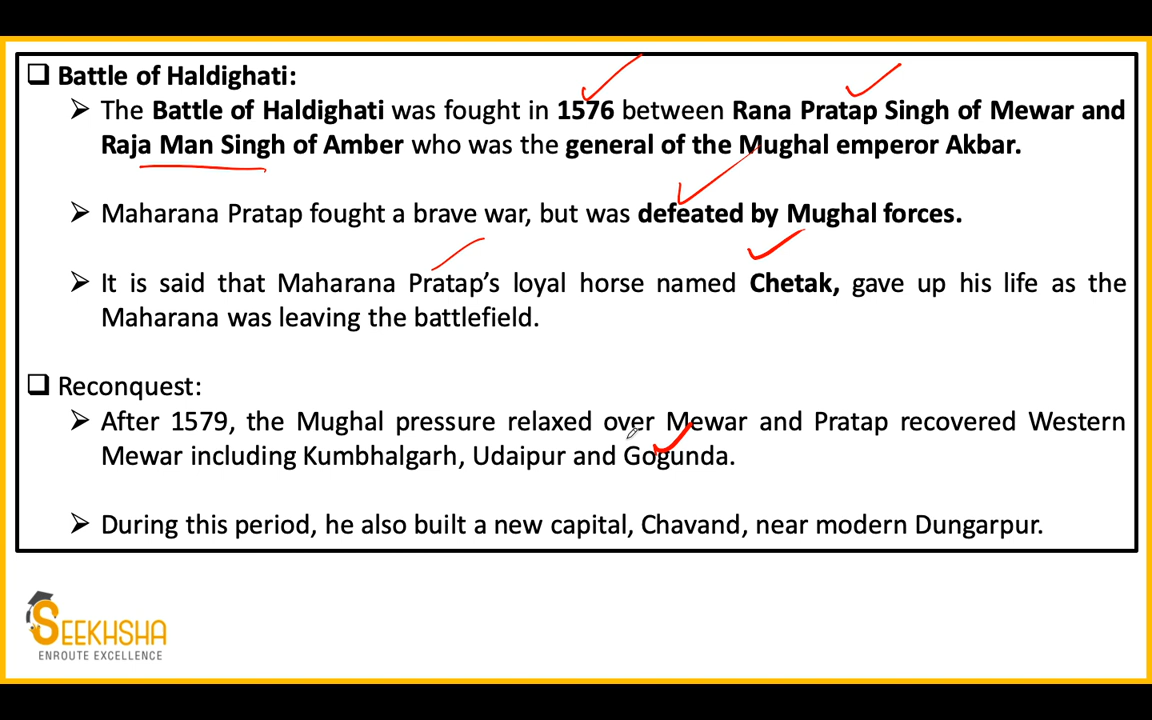 ❑ Battle of Haldighati:
➢ The Battle of Haldighati was fought in 1576 between Rana Pratap Singh of Mewar and
Raja Man Singh of Amber who was the general of the Mughal emperor Akbar.
➢ Maharana Pratap fought a brave war, but was defeated by Mughal forces.
➢ It is said that Maharana Pratap’s loyal horse named Chetak, gave up his life as the
Maharana was leaving the battlefield.
❑ Reconquest:
➢ After 1579, the Mughal pressure relaxed over Mewar and Pratap recovered Western
Mewar including Kumbhalgarh, Udaipur and Gogunda.
➢ During this period, he also built a new capital, Chavand, near modern Dungarpur.
SEEKHSHA
ENROUTE EXCELLENCE